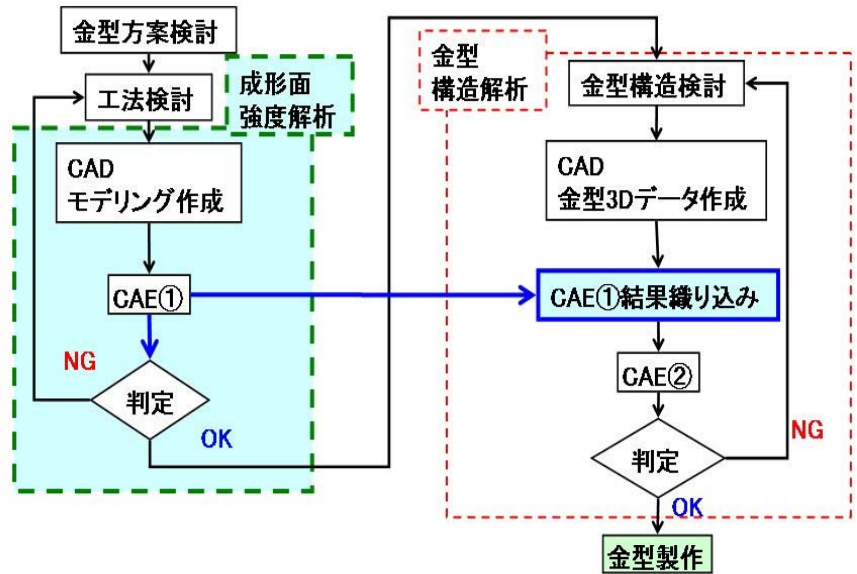 金型方案検討
工法検討
成形面
強度解析
CAD
モデリング作成
CAE①
NG
判定
OK
金型
構造解析
金型構造検討
CAD
金型3Dデータ作成
CAE①結果織り込み
CAE②
NG
判定
OK
金型製作